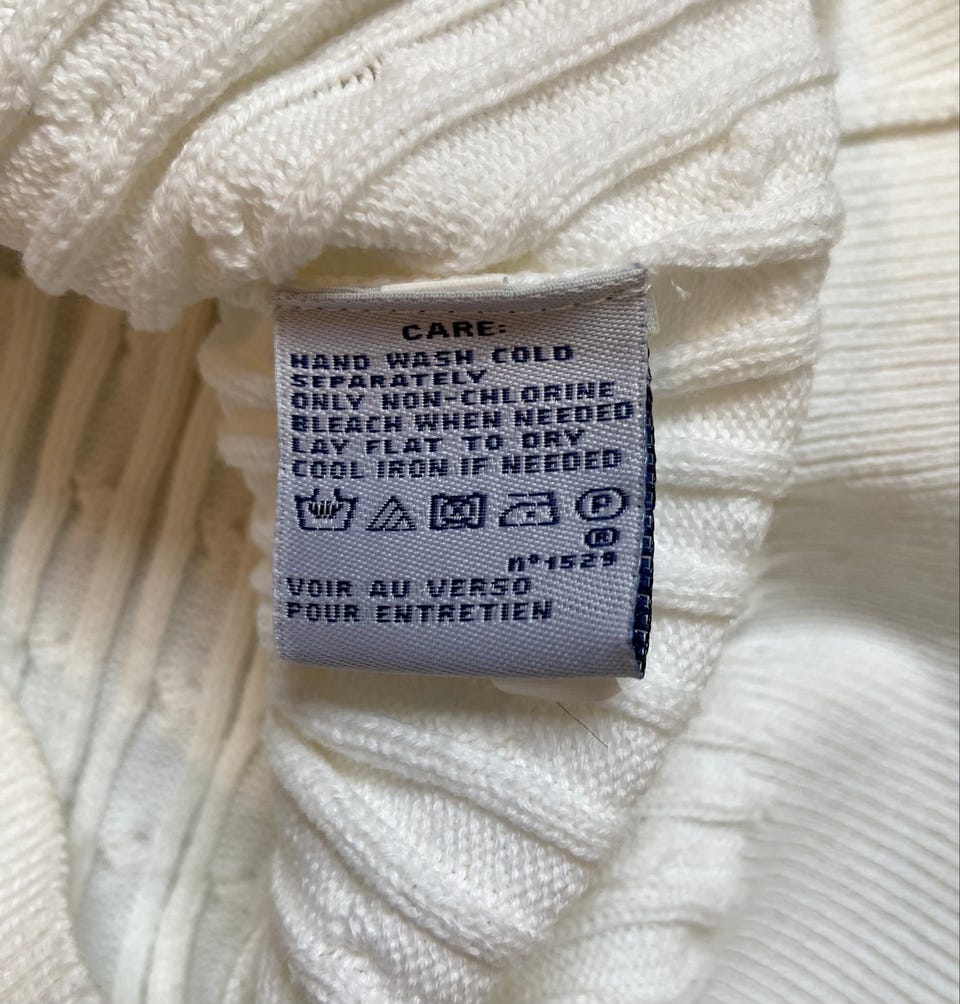 CARE:
HAND WASH COLD
SEPARATELY
ONLY NON-CHLORINE
BLEACH WHEN NEEDED
LAY FLAT TO DRY
COOL IRON IF NEEDED
P
®
n°1529
VOIR AU VERSO
POUR ENTRETIEN